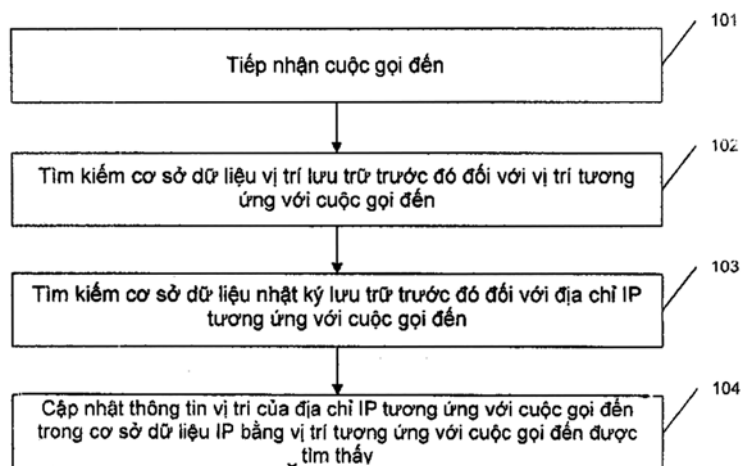 101
Tiếp nhận cuộc gọi đến
102
Tìm kiếm cơ sở dữ liệu vị trí lưu trữ trước đó đối với vị trí tương
ứng với cuộc gọi đến
103
Tìm kiếm cơ sở dữ liệu nhật ký lưu trữ trước đó đối với địa chỉ IP
tương ứng với cuộc gọi đến
104
Cập nhật thông tin vị trí của địa chỉ IP tương ứng với cuộc gọi đến
trong cơ sở dữ liệu IP bằng vị trí tương ứng với cuộc gọi đến được
tìm thấy